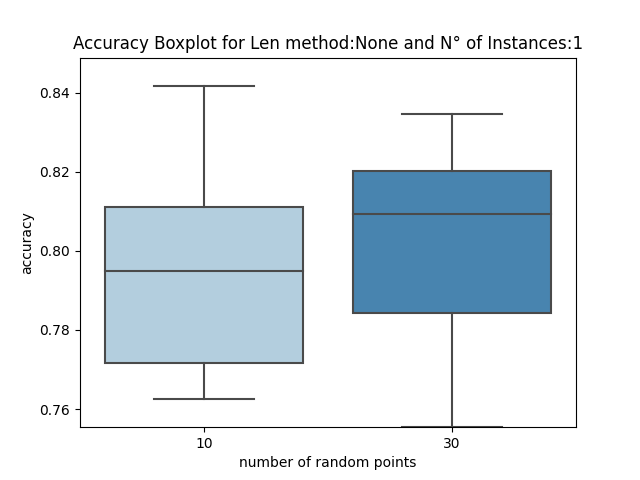 Accuracy Boxplot for Len method:None and N° of Instances:1
accuracy
0.84
0.82
0.80
0.78
0.76
10 30
number of random points